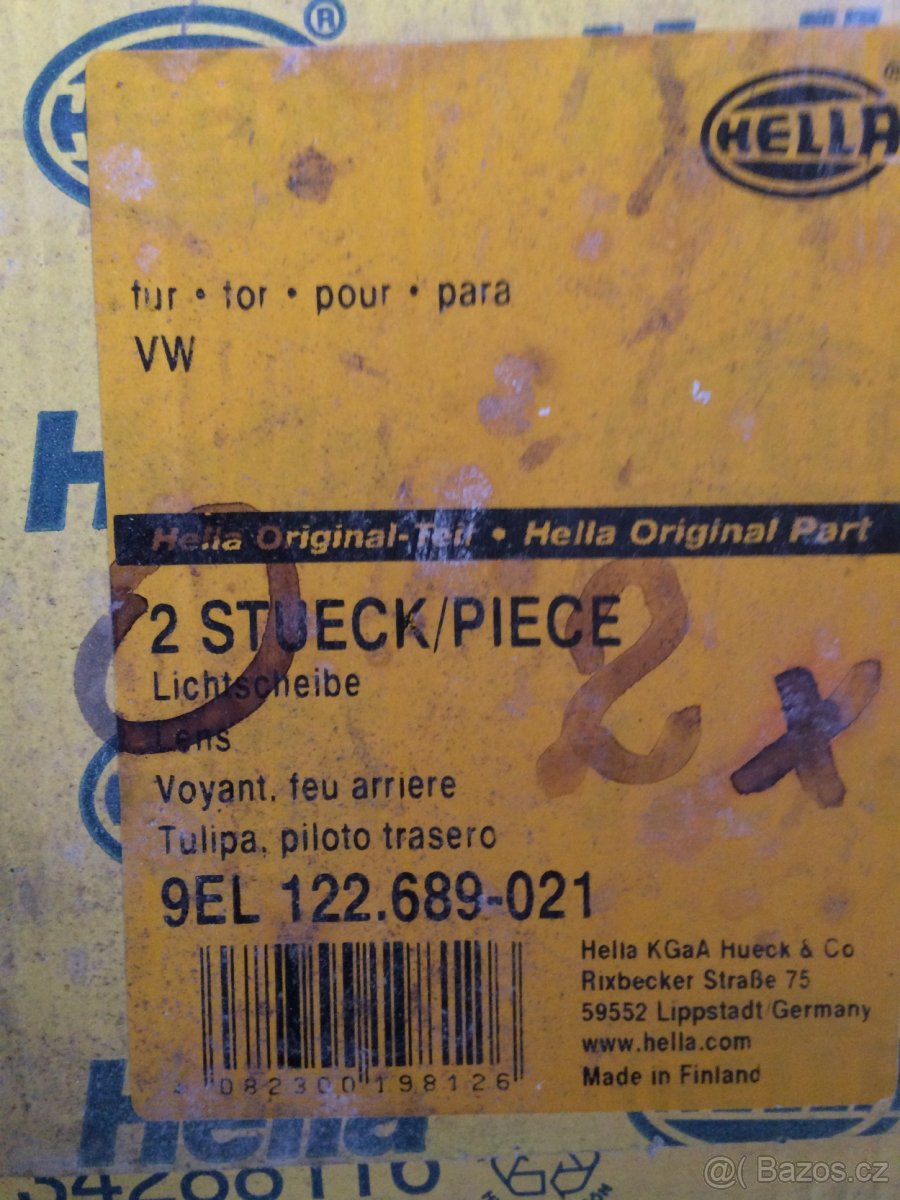 ®
HELLA
fur • for • pour • para
VW
Hella Original-Teil • Hella Original Part
2 STUECK/PIECE
2x
Lichtscheibe
Lens
Voyant, feu arriere
Tulipa, piloto trasero
9EL 122.689-021
082300 198126
Hella KGaA Hueck & Co
Rixbecker Straße 75
59552 Lippstadt/Germany
www.hella.com
Made in Finland
Hella
@( Bazos.cz